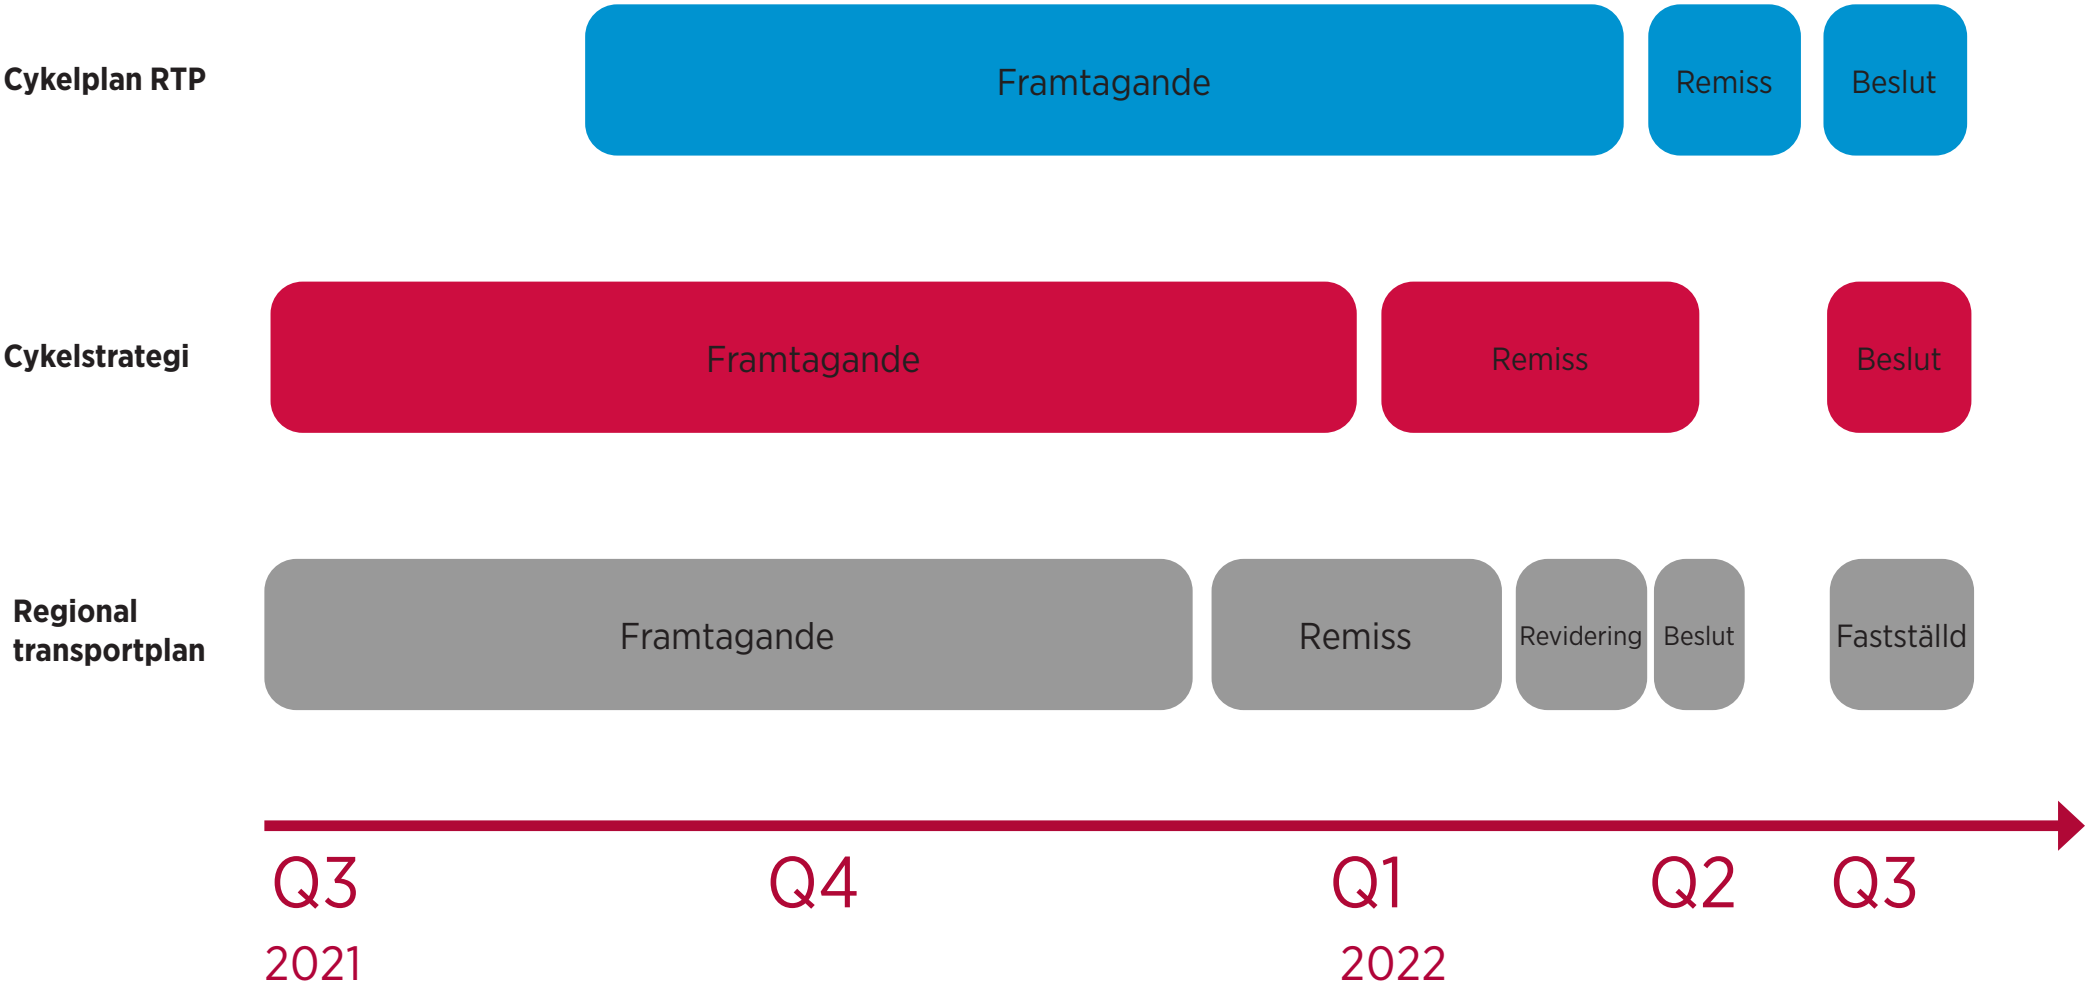 Cykelplan RTP
Framtagande
Remiss
Beslut
Cykelstrategi
Framtagande
Remiss
Beslut
Regional
transportplan
Framtagande
Remiss
Revidering
Beslut
Fastställd
Q3
Q4
Q1
Q2
Q3
2021
2022